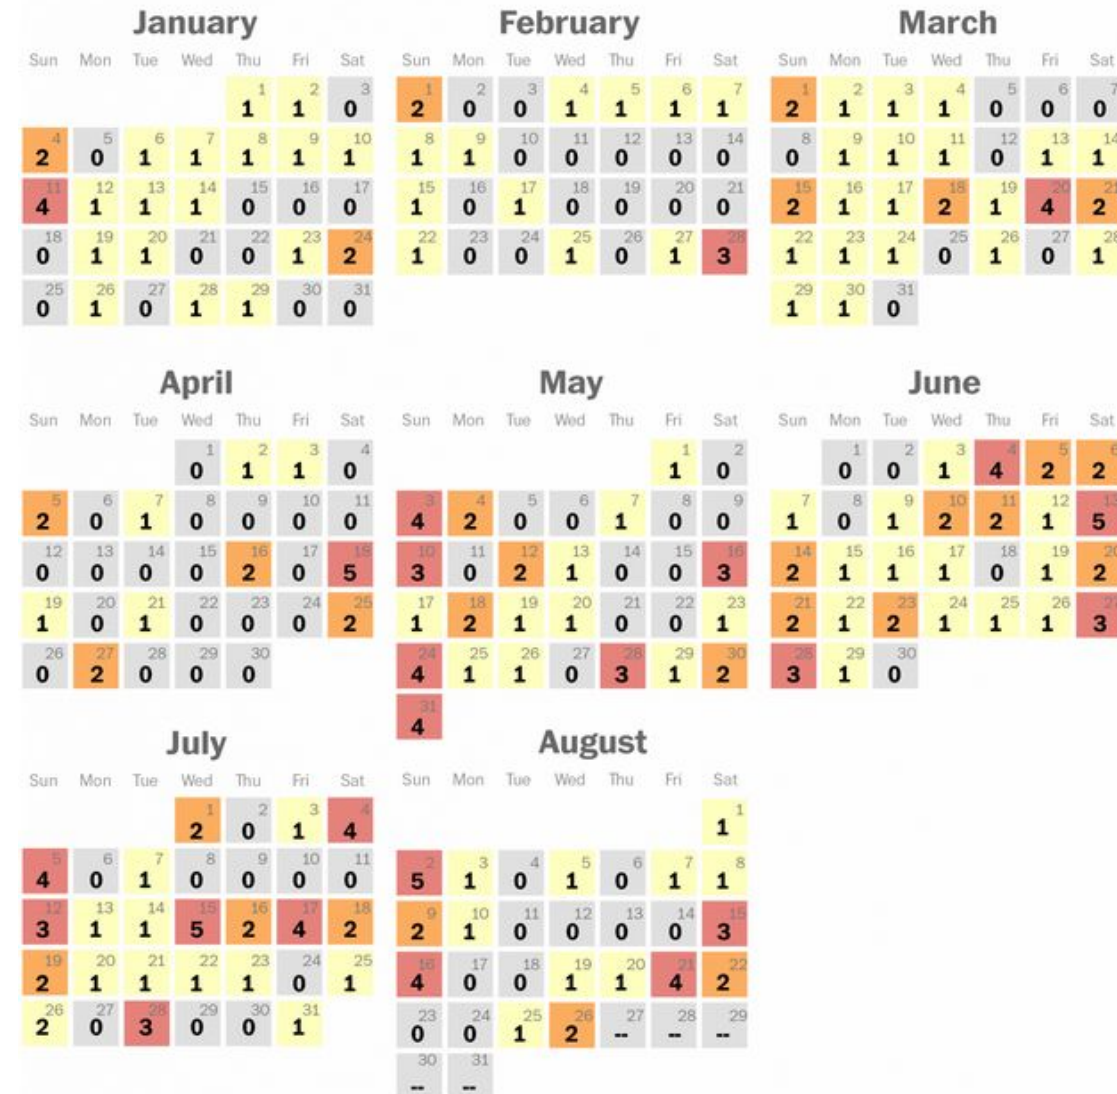 January
Sun Mon Tue Wed Thu Fri Sat
1 2 3
1 1 0
4 5 6 7 8 9 10
2 0 1 1 1 1 1
11 12 13 14 15 16 17
4 1 1 1 0 0 0
18 19 20 21 22 23 24
0 1 1 0 0 1 2
25 26 27 28 29 30 31
0 1 0 1 1 0 0
February
Sun Mon Tue Wed Thu Fri Sat
1 2 3 4 5 6 7
2 0 0 1 1 1 1
8 9 10 11 12 13 14
1 1 0 0 0 0 0
15 16 17 18 19 20 21
1 0 1 0 0 0 0
22 23 24 25 26 27 28
1 0 0 1 0 1 3
March
Sun Mon Tue Wed Thu Fri Sat
1 2 3 4 5 6 7
2 1 1 1 0 0 0
8 9 10 11 12 13 14
0 1 1 1 0 1 1
15 16 17 18 19 20 21
2 1 1 2 1 4 2
22 23 24 25 26 27 28
1 1 1 0 1 0 1
29 30 31
1 1 0
April
Sun Mon Tue Wed Thu Fri Sat
1 2 3 4
0 1 1 0
5 6 7 8 9 10 11
2 0 1 0 0 0 0
12 13 14 15 16 17 18
0 0 0 0 2 0 5
19 20 21 22 23 24 25
1 0 1 0 0 0 2
26 27 28 29 30
0 2 0 0 0
May
Sun Mon Tue Wed Thu Fri Sat
1 2
1 0
3 4 5 6 7 8 9
4 2 0 0 1 0 0
10 11 12 13 14 15 16
3 0 2 1 0 0 3
17 18 19 20 21 22 23
1 2 1 1 0 0 1
24 25 26 27 28 29 30
4 1 1 0 3 1 2
31
4
June
Sun Mon Tue Wed Thu Fri Sat
1 2 3 4 5 6
0 0 1 4 2 2
7 8 9 10 11 12 13
1 0 1 2 2 1 5
14 15 16 17 18 19 20
2 1 1 1 0 1 2
21 22 23 24 25 26 27
2 1 2 1 1 1 3
28 29 30
3 1 0
July
Sun Mon Tue Wed Thu Fri Sat
1 2 3 4
2 0 1 4
5 6 7 8 9 10 11
4 0 1 0 0 0 0
12 13 14 15 16 17 18
3 1 1 5 2 4 2
19 20 21 22 23 24 25
2 1 1 1 1 0 1
26 27 28 29 30 31
2 0 3 0 0 1
August
Sun Mon Tue Wed Thu Fri Sat
1
1
2 3 4 5 6 7 8
5 1 0 1 0 1 1
9 10 11 12 13 14 15
2 1 0 0 0 0 3
16 17 18 19 20 21 22
4 0 0 1 1 4 2
23 24 25 26 27 28 29
0 0 1 2 -- -- --
30 31
-- --